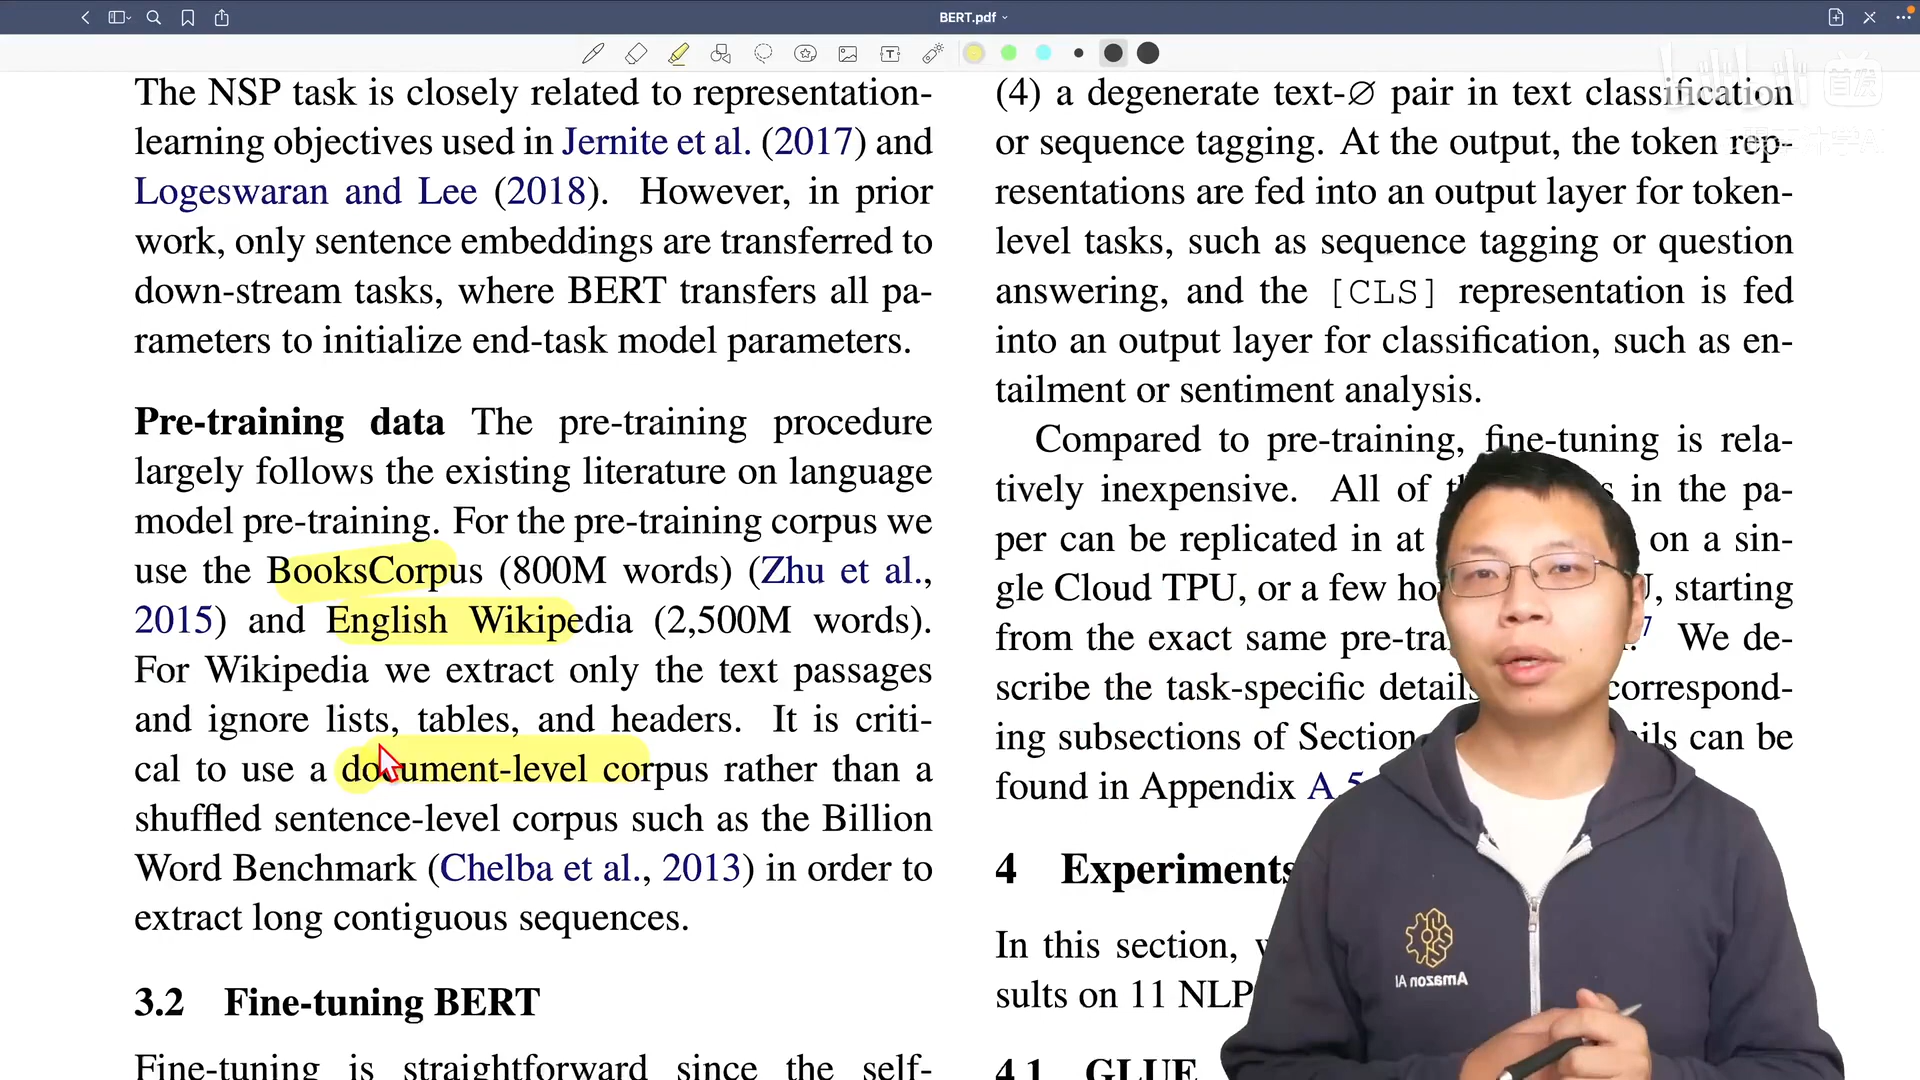 BERT.pdf
首发
The NSP task is closely related to representation-
learning objectives used in Jernite et al. (2017) and
Logeswaran and Lee (2018). However, in prior
work, only sentence embeddings are transferred to
down-stream tasks, where BERT transfers all pa-
rameters to initialize end-task model parameters.
Pre-training data The pre-training procedure
largely follows the existing literature on language
model pre-training. For the pre-training corpus we
use the BooksCorpus (800M words) (Zhu et al.,
2015) and English Wikipedia (2,500M words).
For Wikipedia we extract only the text passages
and ignore lists, tables, and headers. It is criti-
cal to use a document-level corpus rather than a
shuffled sentence-level corpus such as the Billion
Word Benchmark (Chelba et al., 2013) in order to
extract long contiguous sequences.
3.2 Fine-tuning BERT
Fine-tuning is straightforward since the self-
(4) a degenerate text-∅ pair in text classification
or sequence tagging. At the output, the token rep-
resentations are fed into an output layer for token-
level tasks, such as sequence tagging or question
answering, and the [CLS] representation is fed
into an output layer for classification, such as en-
tailment or sentiment analysis.
Compared to pre-training, fine-tuning is rela-
tively inexpensive. All of in the pa-
per can be replicated in at on a sin-
gle Cloud TPU, or a few starting
from the exact same 7 We de-
scribe the task-specific correspond-
ing subsections of can be
found in Appendix A.5
4 Experiments
In this section,
sults on 11 NLP
4.1 GLUE
Amazon AI